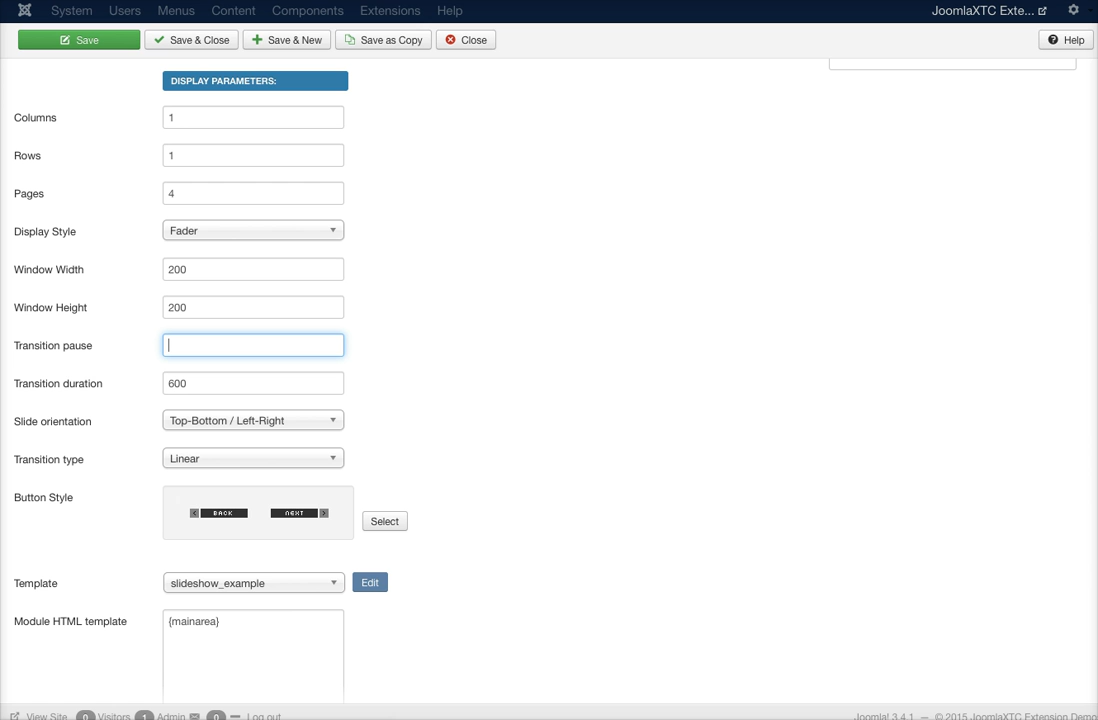 System Users Menus Content Components Extensions Help JoomlaXTC Exte...
Save Save & Close Save & New Save as Copy Close Help
DISPLAY PARAMETERS:
Columns 1
Rows 1
Pages 4
Display Style Fader
Window Width 200
Window Height 200
Transition pause
Transition duration 600
Slide orientation Top-Bottom / Left-Right
Transition type Linear
Button Style BACK NEXT
Select
Template slideshow_example Edit
Module HTML template {mainarea}
View Site 0 Visitors 1 Admin 0 Log out Joomla! 3.4.1 — © 2015 JoomlaXTC Extension Demo